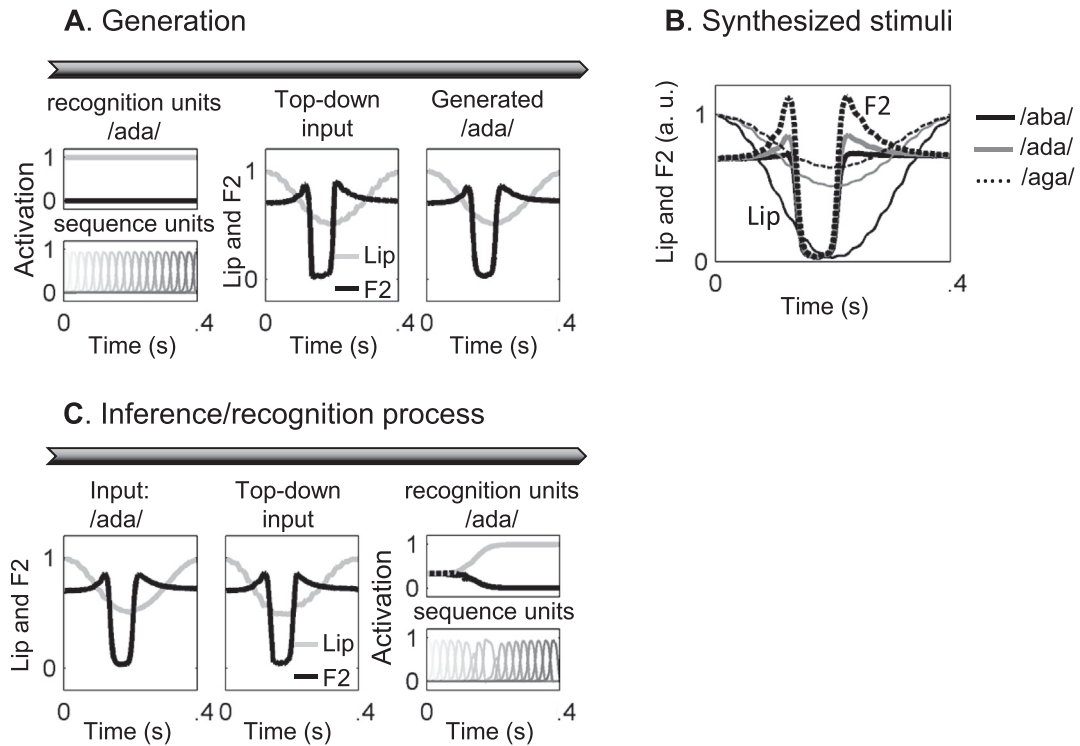 A. Generation
recognition units
/ada/
1
0
Activation
sequence units
1
0
0
.4
Time (s)
Top-down
input
Lip and F2
1
0
Lip
F2
0
.4
Time (s)
Generated
/ada/
0
.4
Time (s)
B. Synthesized stimuli
Lip and F2 (a. u.)
1
0
F2
Lip
0
.4
Time (s)
/aba/
/ada/
/aga/
C. Inference/recognition process
Input:
/ada/
Lip and F2
1
0
0
.4
Time (s)
Top-down
input
Lip
F2
0
.4
Time (s)
recognition units
/ada/
Activation
1
0
sequence units
1
0
0
.4
Time (s)